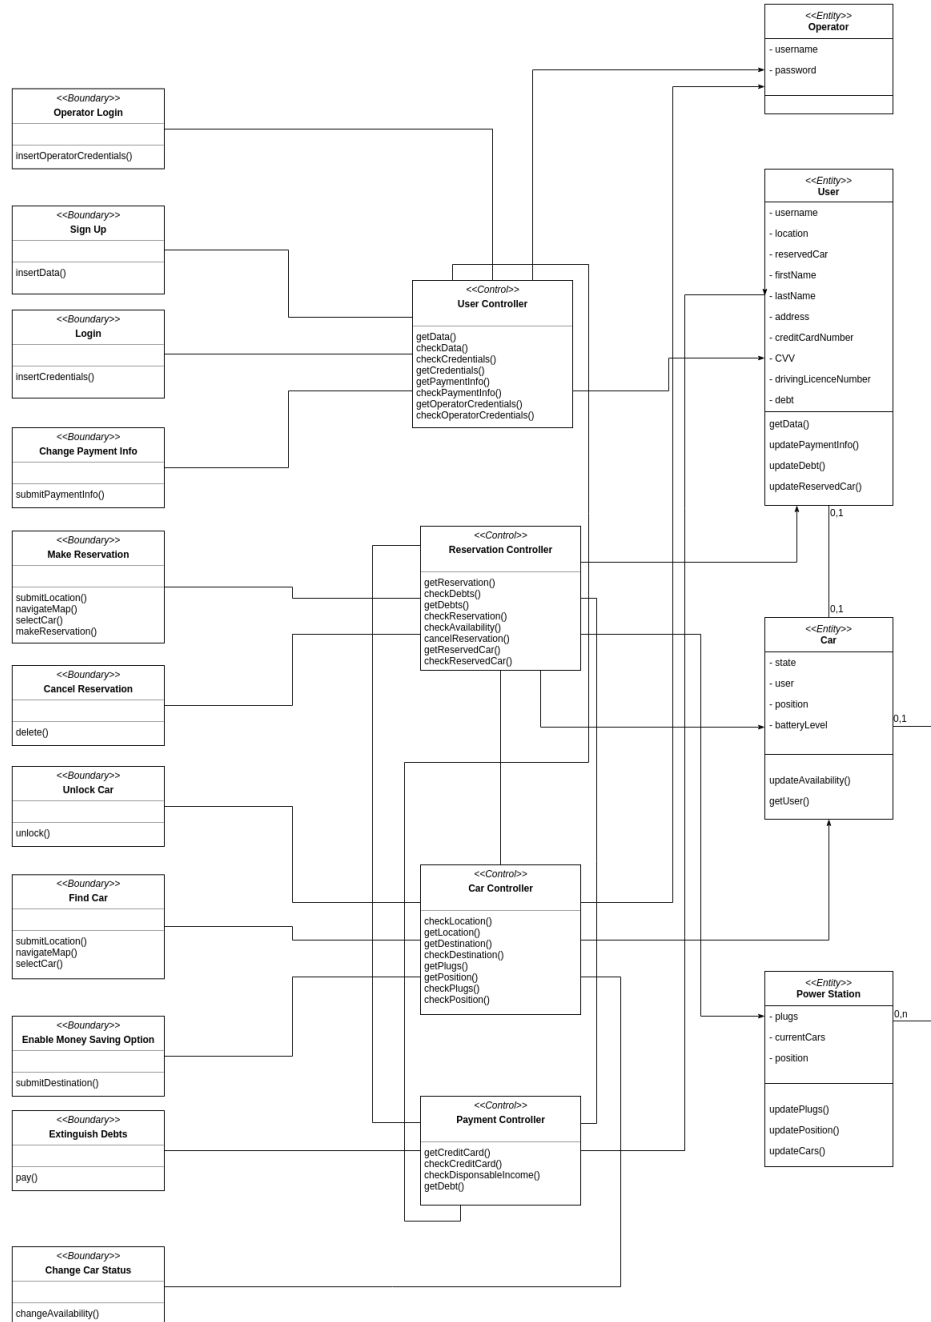 <<Entity>>
Operator
- username
- password
<<Boundary>>
Operator Login
insertOperatorCredentials()
<<Boundary>>
Sign Up
insertData()
<<Boundary>>
Login
insertCredentials()
<<Boundary>>
Change Payment Info
submitPaymentInfo()
<<Boundary>>
Make Reservation
submitLocation()
navigateMap()
selectCar()
makeReservation()
<<Boundary>>
Cancel Reservation
delete()
<<Boundary>>
Unlock Car
unlock()
<<Boundary>>
Find Car
submitLocation()
navigateMap()
selectCar()
<<Boundary>>
Enable Money Saving Option
submitDestination()
<<Boundary>>
Extinguish Debts
pay()
<<Boundary>>
Change Car Status
changeAvailability()
<<Control>>
User Controller
getData()
checkData()
checkCredentials()
getCredentials()
getPaymentInfo()
checkPaymentInfo()
getOperatorCredentials()
checkOperatorCredentials()
<<Control>>
Reservation Controller
getReservation()
checkDebts()
getDebts()
checkReservation()
checkAvailability()
cancelReservation()
getReservedCar()
checkReservedCar()
<<Control>>
Car Controller
checkLocation()
getLocation()
getDestination()
checkDestination()
getPlugs()
getPosition()
checkPlugs()
checkPosition()
<<Control>>
Payment Controller
getCreditCard()
checkCreditCard()
checkDisponsableIncome()
getDebt()
<<Entity>>
User
- username
- location
- reservedCar
- firstName
- lastName
- address
- creditCardNumber
- CVV
- drivingLicenceNumber
- debt
getData()
updatePaymentInfo()
updateDebt()
updateReservedCar()
0,1
0,1
<<Entity>>
Car
- state
- user
- position
- batteryLevel
0,1
updateAvailability()
getUser()
<<Entity>>
Power Station
- plugs
- currentCars
- position
0,n
updatePlugs()
updatePosition()
updateCars()